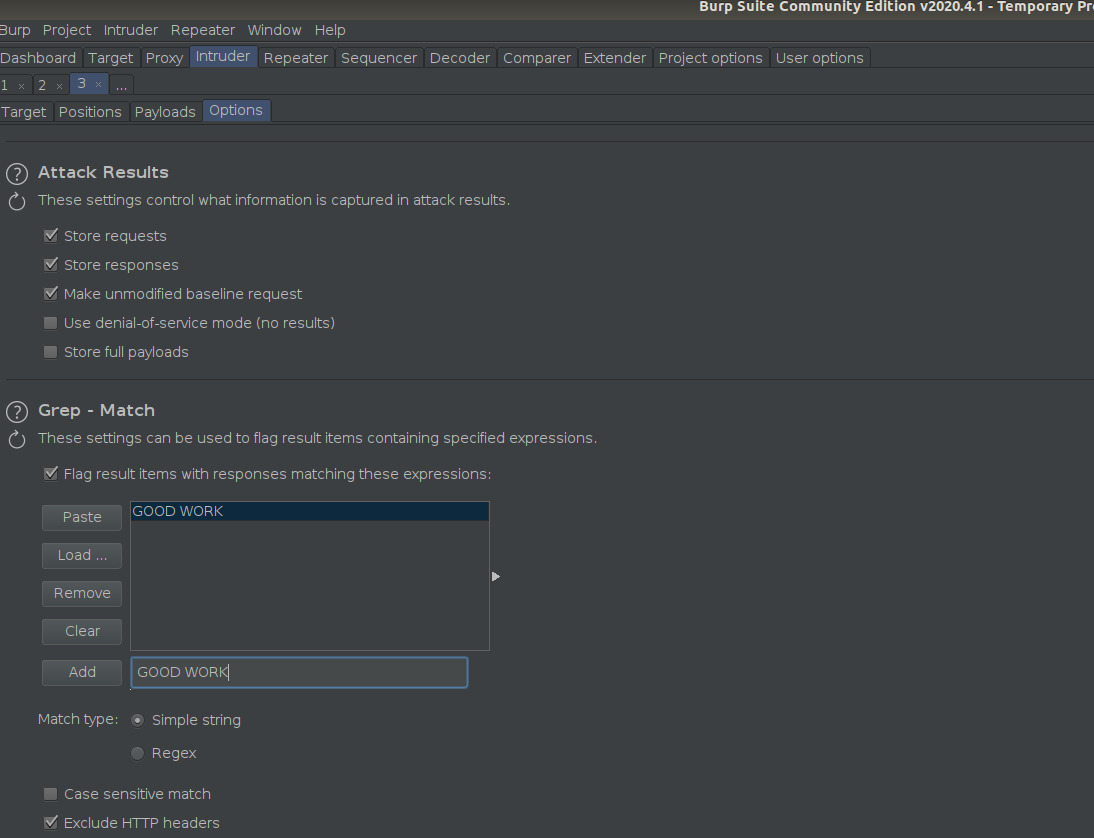 Burp Suite Community Edition v2020.4.1 - Temporary Pr
Burp Project Intruder Repeater Window Help
Dashboard Target Proxy Intruder Repeater Sequencer Decoder Comparer Extender Project options User options
1 × 2 × 3 × ...
Target Positions Payloads Options
? Attack Results
These settings control what information is captured in attack results.
Store requests
Store responses
Make unmodified baseline request
Use denial-of-service mode (no results)
Store full payloads
? Grep - Match
These settings can be used to flag result items containing specified expressions.
Flag result items with responses matching these expressions:
Paste GOOD WORK
Load ...
Remove
Clear
Add GOOD WORK
Match type: Simple string
Regex
Case sensitive match
Exclude HTTP headers